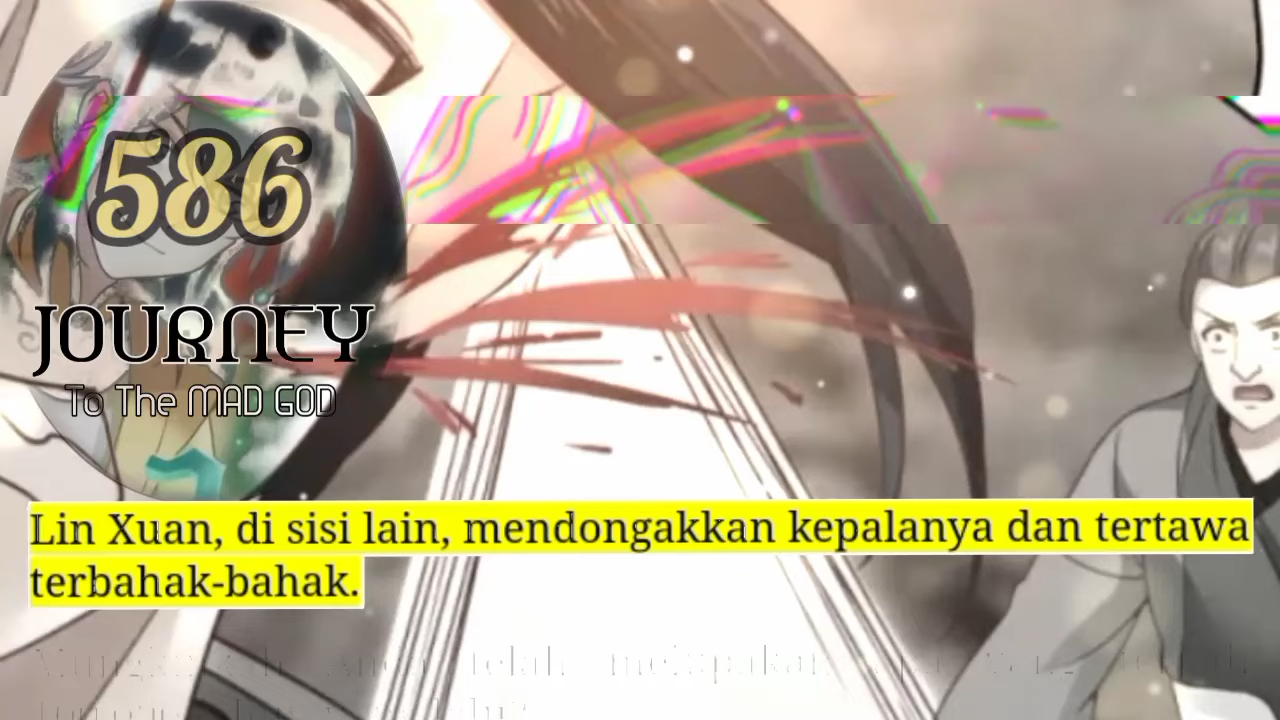 586
JOURNEY
To The MAD GOD
Lin Xuan, di sisi lain, mendongakkan kepalanya dan tertawa
terbahak-bahak.